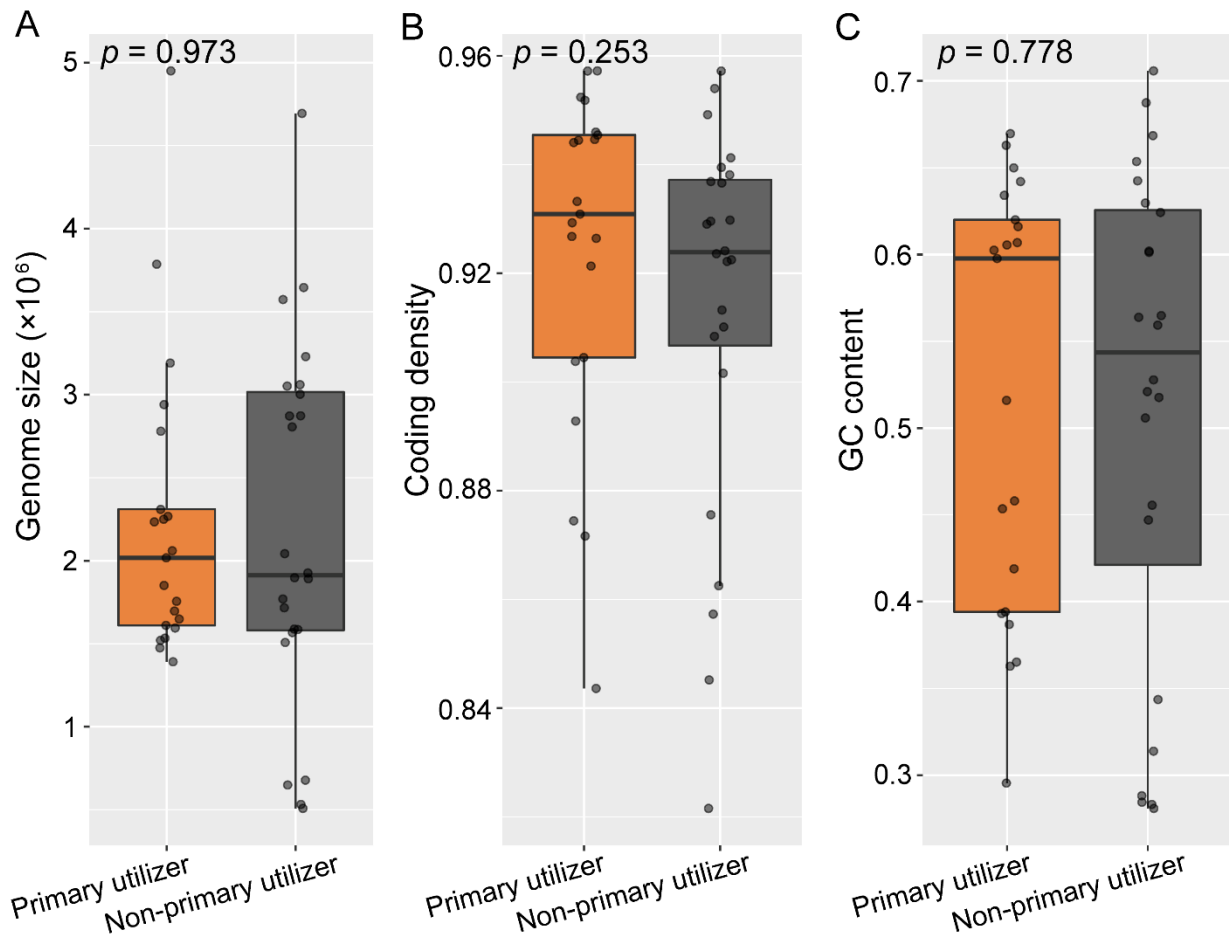 A
p = 0.973
Genome size (×10⁶)
5
4
3
2
1
Primary utilizer
Non-primary utilizer
B
p = 0.253
Coding density
0.96
0.92
0.88
0.84
Primary utilizer
Non-primary utilizer
C
p = 0.778
GC content
0.7
0.6
0.5
0.4
0.3
Primary utilizer
Non-primary utilizer